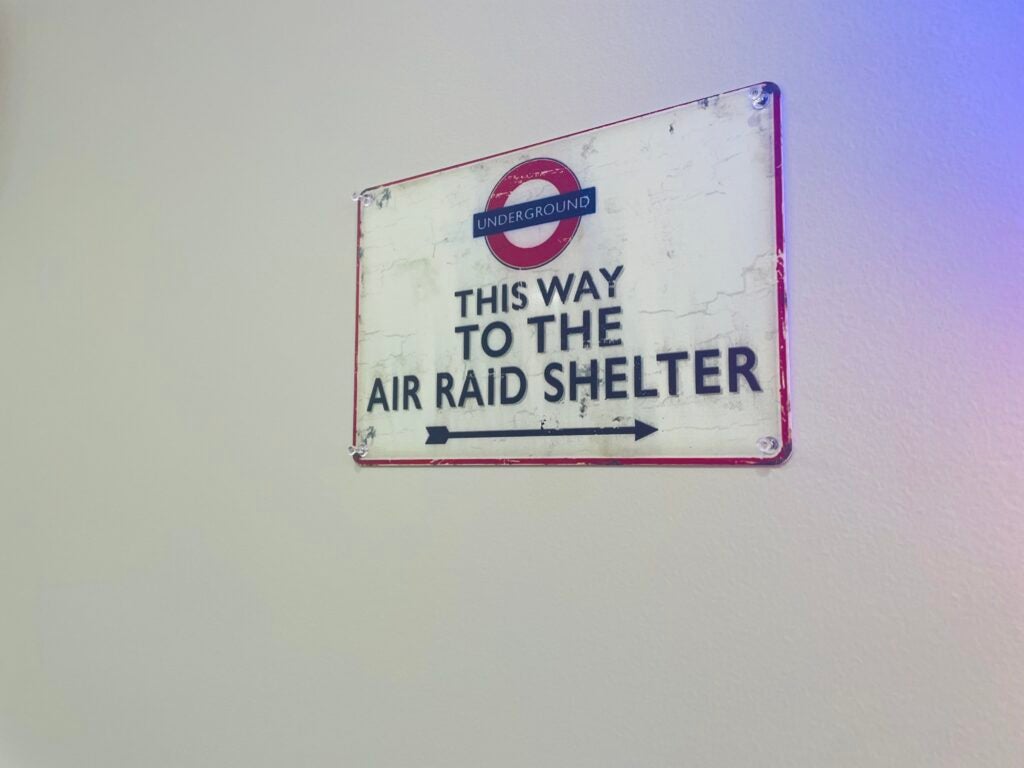 UNDERGROUND
THIS WAY
TO THE
AIR RAID SHELTER